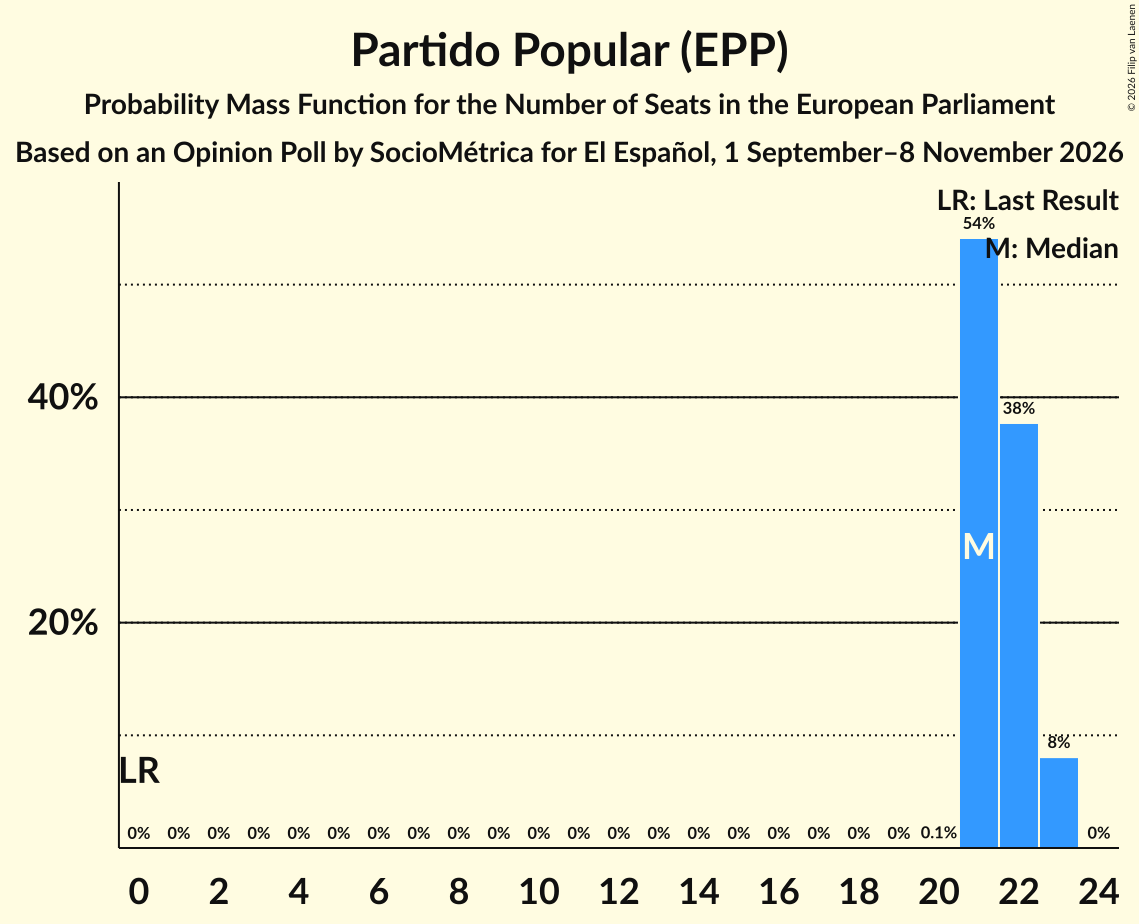 Partido Popular (EPP)
Probability Mass Function for the Number of Seats in the European Parliament
Based on an Opinion Poll by SocioMétrica for El Español, 1 September–8 November 2026
© 2026 Filip van Laenen
LR: Last Result
M: Median
54%
40%
38%
M
20%
8%
LR
0% 0% 0% 0% 0% 0% 0% 0% 0% 0% 0% 0% 0% 0% 0% 0% 0% 0% 0% 0% 0.1% 0%
0 2 4 6 8 10 12 14 16 18 20 22 24